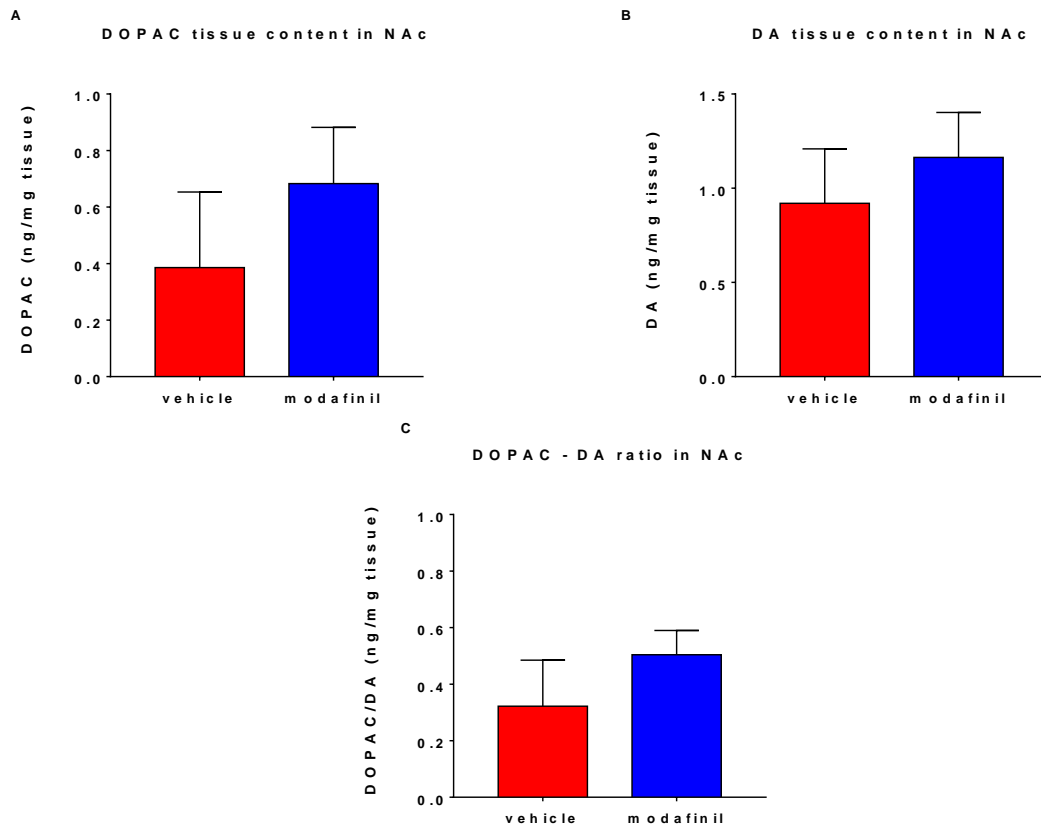 A
DOPAC tissue content in NAc
DOPAC (ng/mg tissue)
1.0
0.8
0.6
0.4
0.2
0.0
vehicle modafinil
B
DA tissue content in NAc
DA (ng/mg tissue)
1.5
1.0
0.5
0.0
vehicle modafinil
C
DOPAC - DA ratio in NAc
DOPAC/DA (ng/mg tissue)
1.0
0.8
0.6
0.4
0.2
0.0
vehicle modafinil